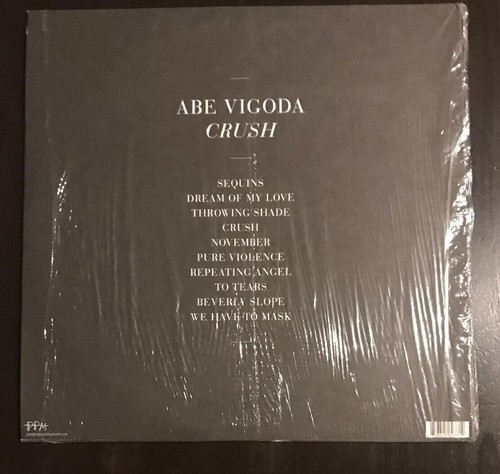 ABE VIGODA
CRUSH
SEQUINS
DREAM OF MY LOVE
THROWING SHADE
CRUSH
NOVEMBER
PURE VIOLENCE
REPEATING ANGEL
TO TEARS
BEVERLY SLOPE
WE HAVE TO MASK
PPM